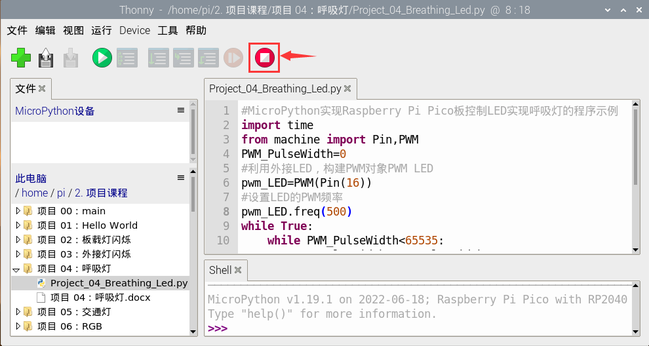 Thonny - /home/pi/2. 项目课程/项目 04：呼吸灯/Project_04_Breathing_Led.py @ 8:18
文件 编辑 视图 运行 Device 工具 帮助
文件
MicroPython设备
此电脑
/ home / pi / 2. 项目课程
项目 00：main
项目 01：Hello World
项目 02：板载灯闪烁
项目 03：外接灯闪烁
项目 04：呼吸灯
Project_04_Breathing_Led.py
项目 04：呼吸灯.docx
项目 05：交通灯
项目 06：RGB
Project_04_Breathing_Led.py
1 #MicroPython实现Raspberry Pi Pico板控制LED实现呼吸灯的程序示例
2 import time
3 from machine import Pin,PWM
4 PWM_PulseWidth=0
5 #利用外接LED，构建PWM对象PWM LED
6 pwm_LED=PWM(Pin(16))
7 #设置LED的PWM频率
8 pwm_LED.freq(500)
9 while True:
10 while PWM_PulseWidth<65535:
Shell
MicroPython v1.19.1 on 2022-06-18; Raspberry Pi Pico with RP2040
Type "help()" for more information.
>>>